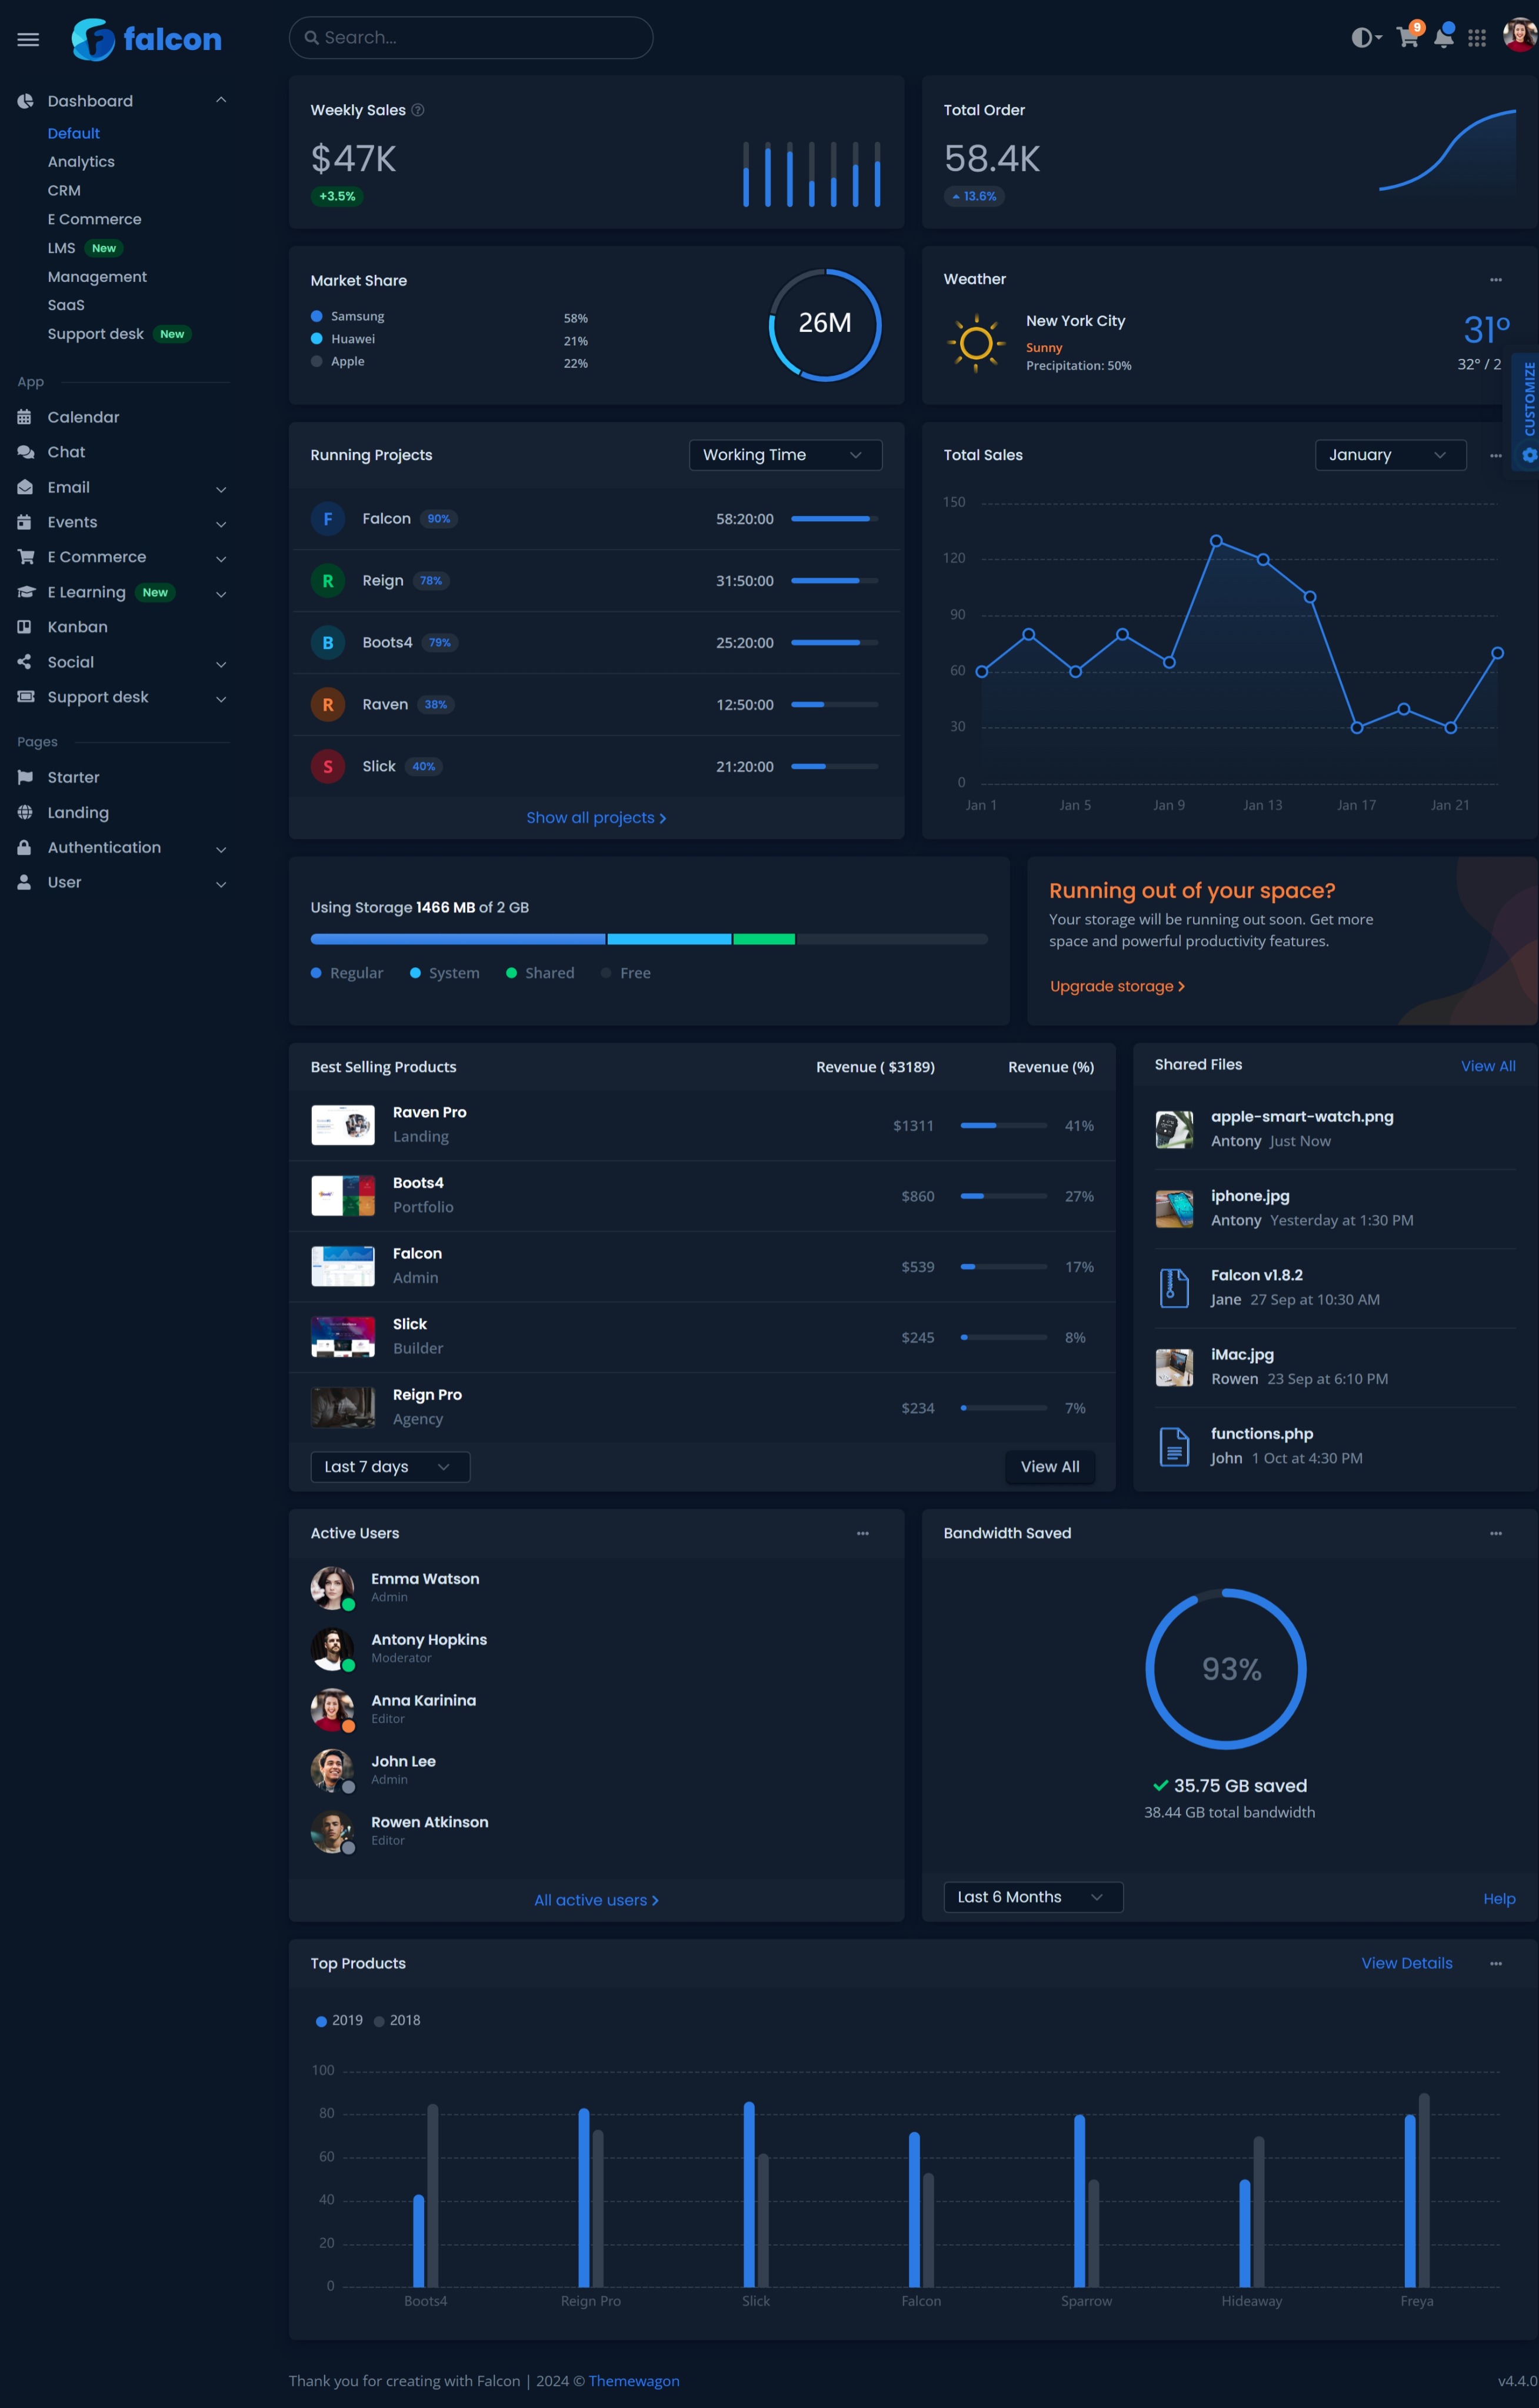 falcon
Search...
9
Dashboard
Default
Analytics
CRM
E Commerce
LMS New
Management
SaaS
Support desk New
App
Calendar
Chat
Email
Events
E Commerce
E Learning New
Kanban
Social
Support desk
Pages
Starter
Landing
Authentication
User
Weekly Sales ?
$47K
+3.5%
Total Order
58.4K
13.6%
Market Share
Samsung 58%
Huawei 21%
Apple 22%
26M
Weather
New York City
Sunny
Precipitation: 50%
31°
32° / 2
CUSTOMIZE
Running Projects Working Time
F Falcon 90% 58:20:00
R Reign 78% 31:50:00
B Boots4 79% 25:20:00
R Raven 38% 12:50:00
S Slick 40% 21:20:00
Show all projects
Total Sales January
150
120
90
60
30
0
Jan 1 Jan 5 Jan 9 Jan 13 Jan 17 Jan 21
Using Storage 1466 MB of 2 GB
Regular System Shared Free
Running out of your space?
Your storage will be running out soon. Get more
space and powerful productivity features.
Upgrade storage
Best Selling Products Revenue ( $3189) Revenue (%)
Raven Pro
Landing
$1311 41%
Boots4
Portfolio
$860 27%
Falcon
Admin
$539 17%
Slick
Builder
$245 8%
Reign Pro
Agency
$234 7%
Last 7 days View All
Shared Files View All
apple-smart-watch.png
Antony Just Now
iphone.jpg
Antony Yesterday at 1:30 PM
Falcon v1.8.2
Jane 27 Sep at 10:30 AM
iMac.jpg
Rowen 23 Sep at 6:10 PM
functions.php
John 1 Oct at 4:30 PM
Active Users
Emma Watson
Admin
Antony Hopkins
Moderator
Anna Karinina
Editor
John Lee
Admin
Rowen Atkinson
Editor
All active users
Bandwidth Saved
93%
35.75 GB saved
38.44 GB total bandwidth
Last 6 Months Help
Top Products View Details
2019 2018
100
80
60
40
20
0
Boots4 Reign Pro Slick Falcon Sparrow Hideaway Freya
Thank you for creating with Falcon | 2024 © Themewagon v4.4.0